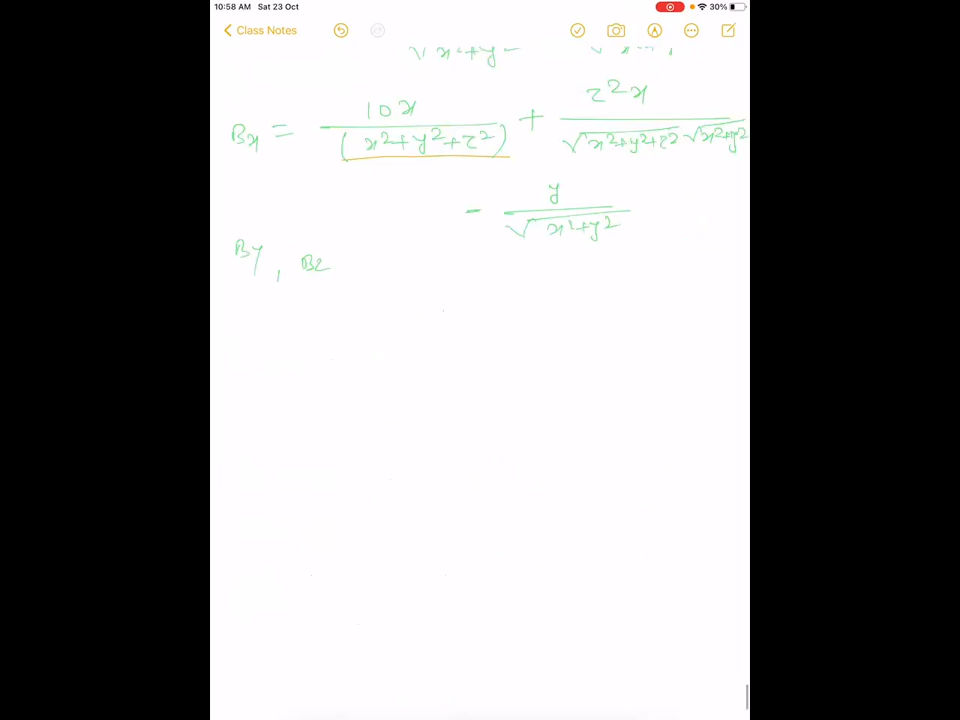 10:58 AM Sat 23 Oct 30%
Class Notes
Bx = 10x/(x²+y²+z²) + z²x/(√x²+y²+z² √x²+y²)
- y/√x²+y²
By, Bz